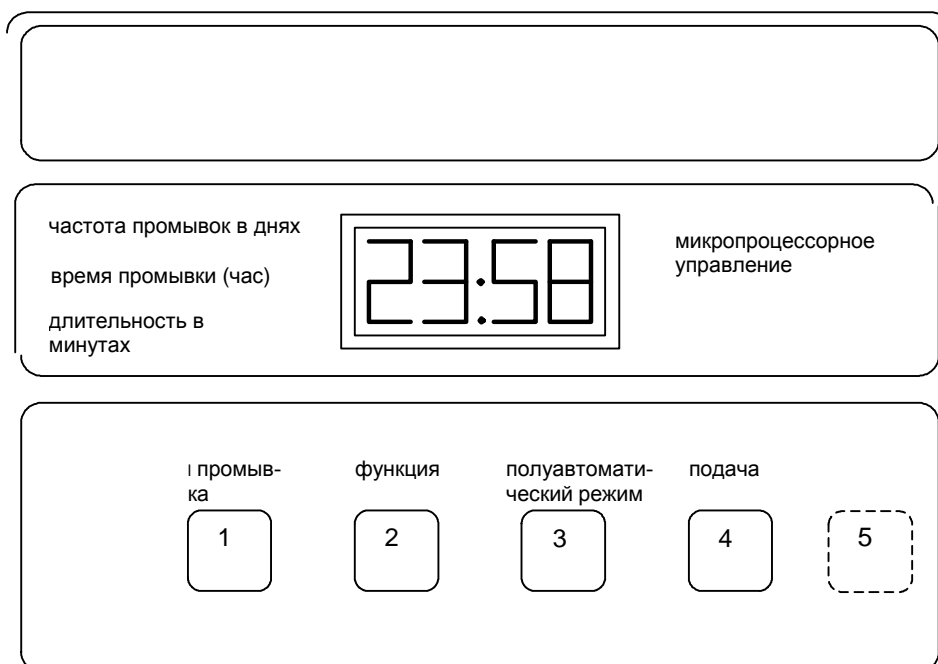 частота промывок в днях
время промывки (час)
длительность в
минутах
23:58
микропроцессорное
управление
промыв-
ка
функция
полуавтомати-
ческий режим
подача
1
2
3
4
5